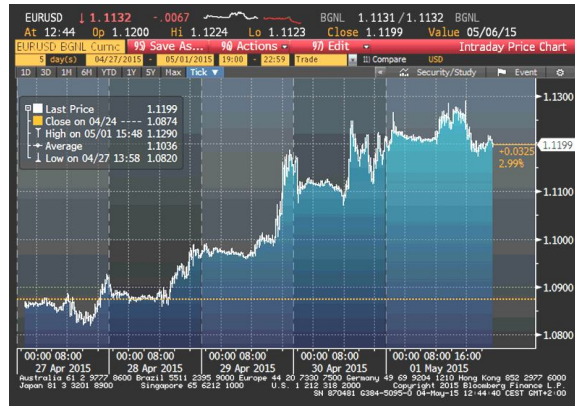 EURUSD ↓ 1.1132 -.0067 BGNL 1.1131/1.1132 BGNL
At 12:44 Op 1.1200 Hi 1.1224 Lo 1.1123 Close 1.1199 Value 05/06/15
EURUSD BGNL Curnc 99) Save As... 98) Actions 97) Edit Intraday Price Chart
5 day(s) 04/27/2015 - 05/01/2015 19:00 - 22:59 Trade Compare USD
1D 3D 1M 6M YTD 1Y 5Y Max Tick ▼ « Security/Study Event
Last Price 1.1199
Close on 04/24 ---- 1.0874
High on 05/01 15:48 1.1290
Average 1.1036
Low on 04/27 13:58 1.0820
1.1300
1.1199
+0.0325
2.99%
1.1100
1.1000
1.0900
1.0800
00:00 08:00 00:00 08:00 00:00 08:00 00:00 08:00 00:00 08:00 16:00
27 Apr 2015 28 Apr 2015 29 Apr 2015 30 Apr 2015 01 May 2015
Australia 61 2 9777 8600 Brazil 5511 2395 9000 Europe 44 20 7330 7500 Germany 49 69 9204 1210 Hong Kong 852 2977 6000
Japan 81 3 3201 8900 Singapore 65 6212 1000 U.S. 1 212 318 2000 Copyright 2015 Bloomberg Finance L.P.
SN 870481 G384-5095-0 04-May-15 12:44:40 CEST GMT+2:00